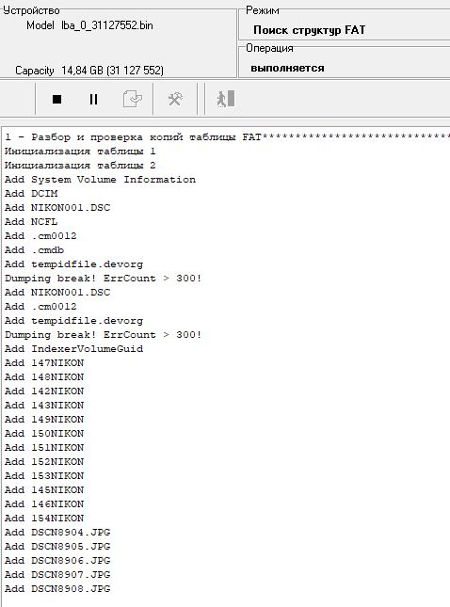 Устройство
Model lba_0_31127552.bin
Capacity 14,84 GB (31 127 552)
Режим
Поиск структур FAT
Операция
выполняется
1 - Разбор и проверка копий таблицы FAT*****************************
Инициализация таблицы 1
Инициализация таблицы 2
Add System Volume Information
Add DCIM
Add NIKON001.DSC
Add NCFL
Add .cm0012
Add .cmdb
Add tempidfile.devorg
Dumping break! ErrCount > 300!
Add NIKON001.DSC
Add .cm0012
Add tempidfile.devorg
Dumping break! ErrCount > 300!
Add IndexerVolumeGuid
Add 147NIKON
Add 148NIKON
Add 142NIKON
Add 143NIKON
Add 149NIKON
Add 150NIKON
Add 151NIKON
Add 152NIKON
Add 153NIKON
Add 145NIKON
Add 146NIKON
Add 154NIKON
Add DSCN8904.JPG
Add DSCN8905.JPG
Add DSCN8906.JPG
Add DSCN8907.JPG
Add DSCN8908.JPG